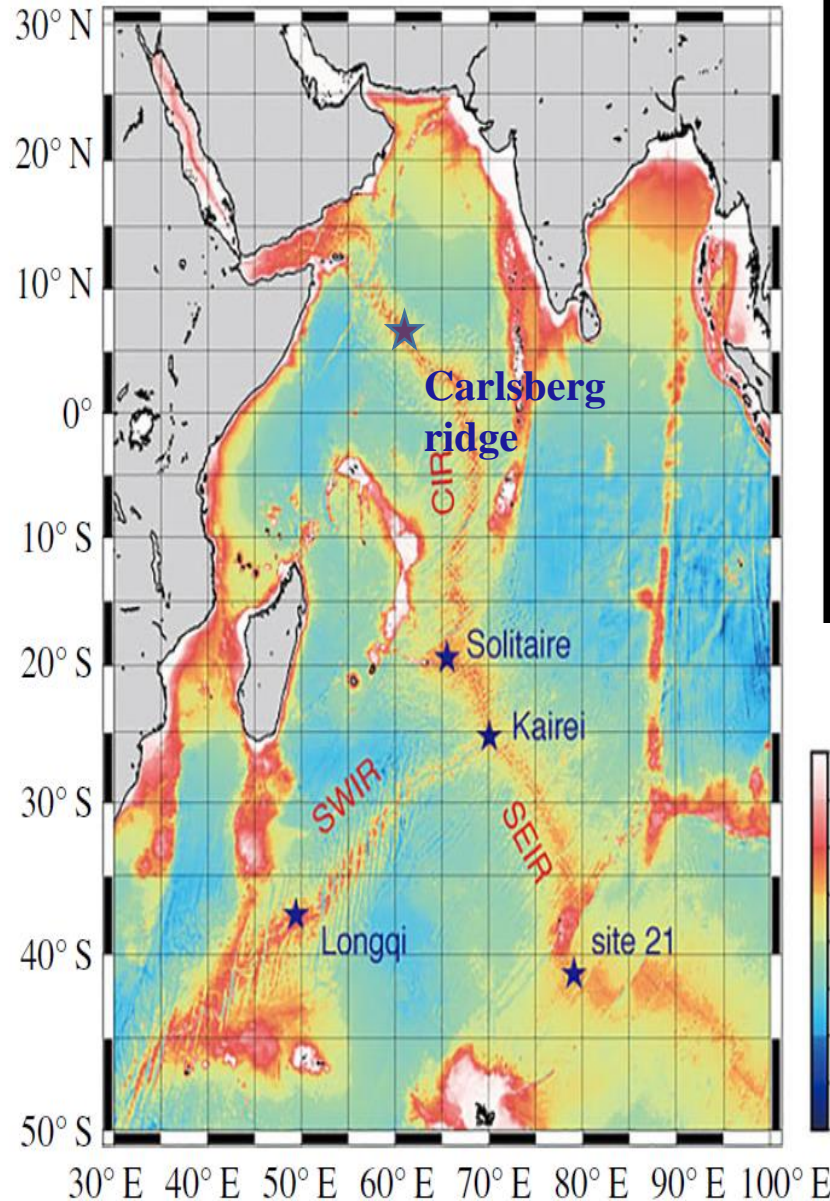 30° N
20° N
10° N
0°
10° S
20° S
30° S
40° S
50° S
Carlsberg
ridge
CIR
Solitaire
Kairei
SWIR
SEIR
Longqi
site 21
30° E 40° E 50° E 60° E 70° E 80° E 90° E 100° E